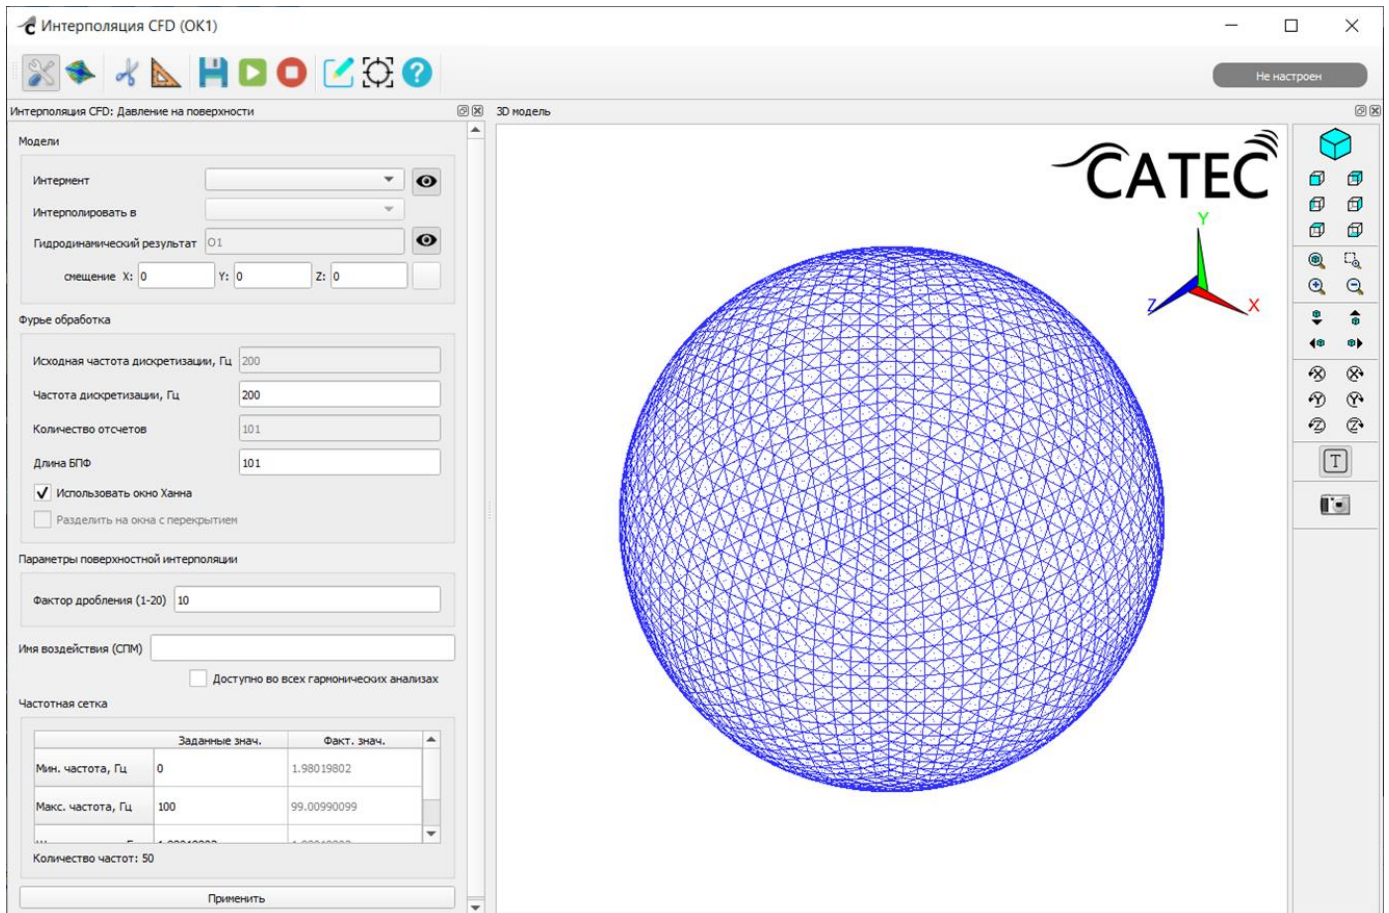 Интерполяция CFD (OK1)
Не настроен
Интерполяция CFD: Давление на поверхности
3D модель
Модели
Интермент
Интерполировать в
Гидродинамический результат O1
смещение X: 0 Y: 0 Z: 0
Фурье обработка
Исходная частота дискретизации, Гц 200
Частота дискретизации, Гц 200
Количество отсчетов 101
Длина БПФ 101
Использовать окно Ханна
Разделить на окна с перекрытием
Параметры поверхностной интерполяции
Фактор дробления (1-20) 10
Имя воздействия (СПМ)
Доступно во всех гармонических анализах
Частотная сетка
Заданные знач. Факт. знач.
Мин. частота, Гц 0 1.98019802
Макс. частота, Гц 100 99.00990099
Количество частот: 50
Применить
CATEC
Y
Z
X
X X
Y Y
Z Z
T